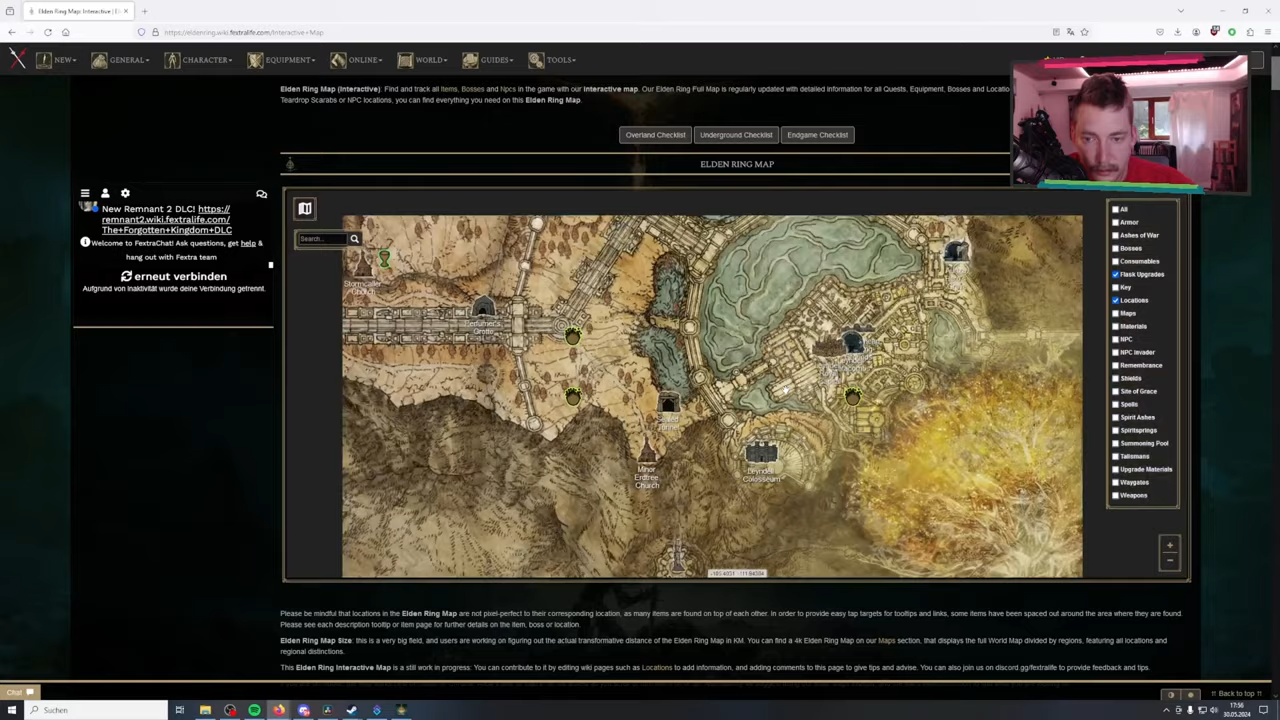 Elden Ring Map: Interactive | El
https://eldenring.wiki.fextralife.com/Interactive+Map
NEW
GENERAL
CHARACTER
EQUIPMENT
ONLINE
WORLD
GUIDES
TOOLS
Elden Ring Map (Interactive). Find and track all Items, Bosses and Npcs in the game with our Interactive map. Our Elden Ring Full Map is regularly updated with detailed information for all Quests, Equipment, Bosses and Locatio
Teardrop Scarabs or NPC locations, you can find everything you need on this Elden Ring Map.
Overland Checklist
Underground Checklist
Endgame Checklist
ELDEN RING MAP
New Remnant 2 DLC! https://
remnant2.wiki.fextralife.com/
The+Forgotten+Kingdom+DLC
Welcome to FextraChat! Ask questions, get help &
hang out with Fextra team
erneut verbinden
Aufgrund von Inaktivität wurde deine Verbindung getrennt.
Search...
Stormcaller
Church
Perfumer's
Grotto
Sealed
Tunnel
Minor
Erdtree
Church
Leyndell
Colosseum
All
Armor
Ashes of War
Bosses
Consumables
Flask Upgrades
Key
Locations
Maps
Materials
NPC
NPC Invader
Remembrance
Shields
Site of Grace
Spells
Spirit Ashes
Spiritsprings
Summoning Pool
Talismans
Upgrade Materials
Waygates
Weapons
+
−
Please be mindful that locations in the Elden Ring Map are not pixel-perfect to their corresponding location, as many items are found on top of each other. In order to provide easy tap targets for tooltips and links, some items have been spaced out around the area where they are found.
Please see each description tooltip or item page for further details on the item, boss or location.
Elden Ring Map Size: this is a very big field, and users are working on figuring out the actual transformative distance of the Elden Ring Map in KM. You can find a 4k Elden Ring Map on our Maps section, that displays the full World Map divided by regions, featuring all locations and
regional distinctions.
This Elden Ring Interactive Map is a still work in progress: You can contribute to it by editing wiki pages such as Locations to add information, and adding comments to this page to give tips and advise. You can also join us on discord.gg/fextralife to provide feedback and tips.
Chat
Back to top
Suchen
17:56
30.05.2024